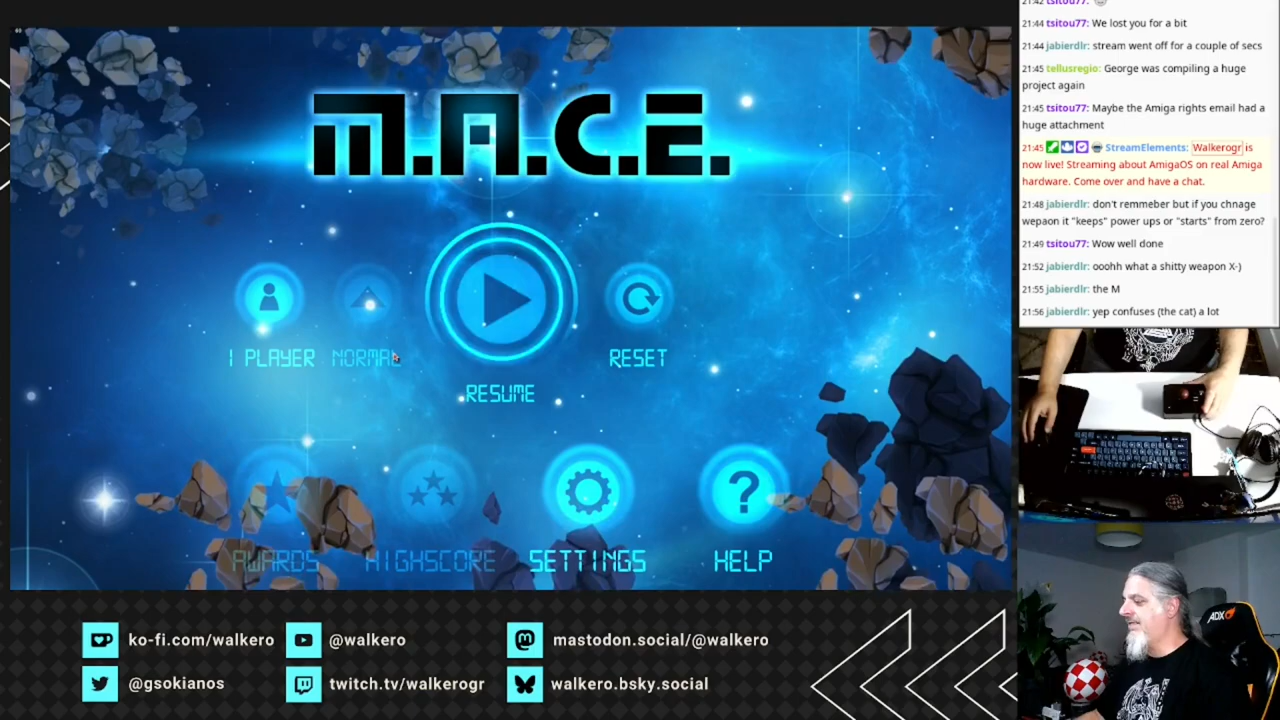 M.A.C.E.
1 PLAYER
NORMAL
RESUME
RESET
AWARDS
HIGHSCORE
SETTINGS
HELP
21:42 tsitou77:
21:44 tsitou77: We lost you for a bit
21:44 jabierdlr: stream went off for a couple of secs
21:45 tellusregio: George was compiling a huge
project again
21:45 tsitou77: Maybe the Amiga rights email had a
huge attachment
21:45 StreamElements: Walkerogr is
now live! Streaming about AmigaOS on real Amiga
hardware. Come over and have a chat.
21:48 jabierdlr: don't remmeber but if you chnage
wepaon it "keeps" power ups or "starts" from zero?
21:49 tsitou77: Wow well done
21:52 jabierdlr: ooohh what a shitty weapon X-)
21:55 jabierdlr: the M
21:56 jabierdlr: yep confuses (the cat) a lot
ADX
ko-fi.com/walkero
@walkero
mastodon.social/@walkero
@gsokianos
twitch.tv/walkerogr
walkero.bsky.social